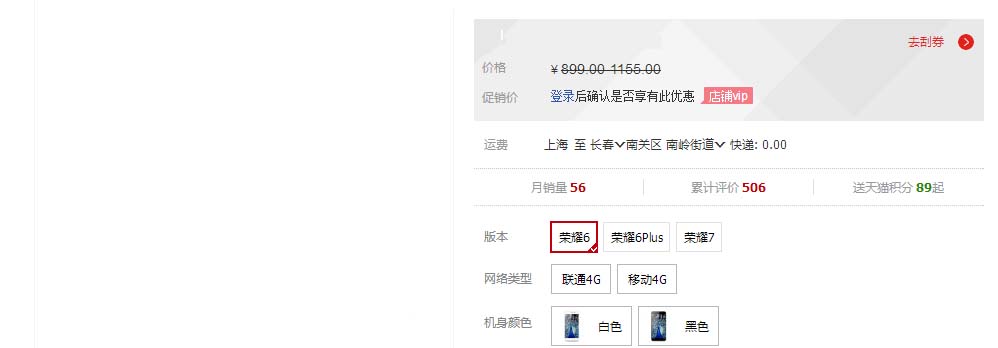 去刮券
价格 ¥ 899.00-1155.00
促销价 登录后确认是否享有此优惠 店铺vip
运费 上海 至 长春 南关区 南岭街道 快递: 0.00
月销量 56 累计评价 506 送天猫积分 89起
版本 荣耀6 荣耀6Plus 荣耀7
网络类型 联通4G 移动4G
机身颜色 白色 黑色